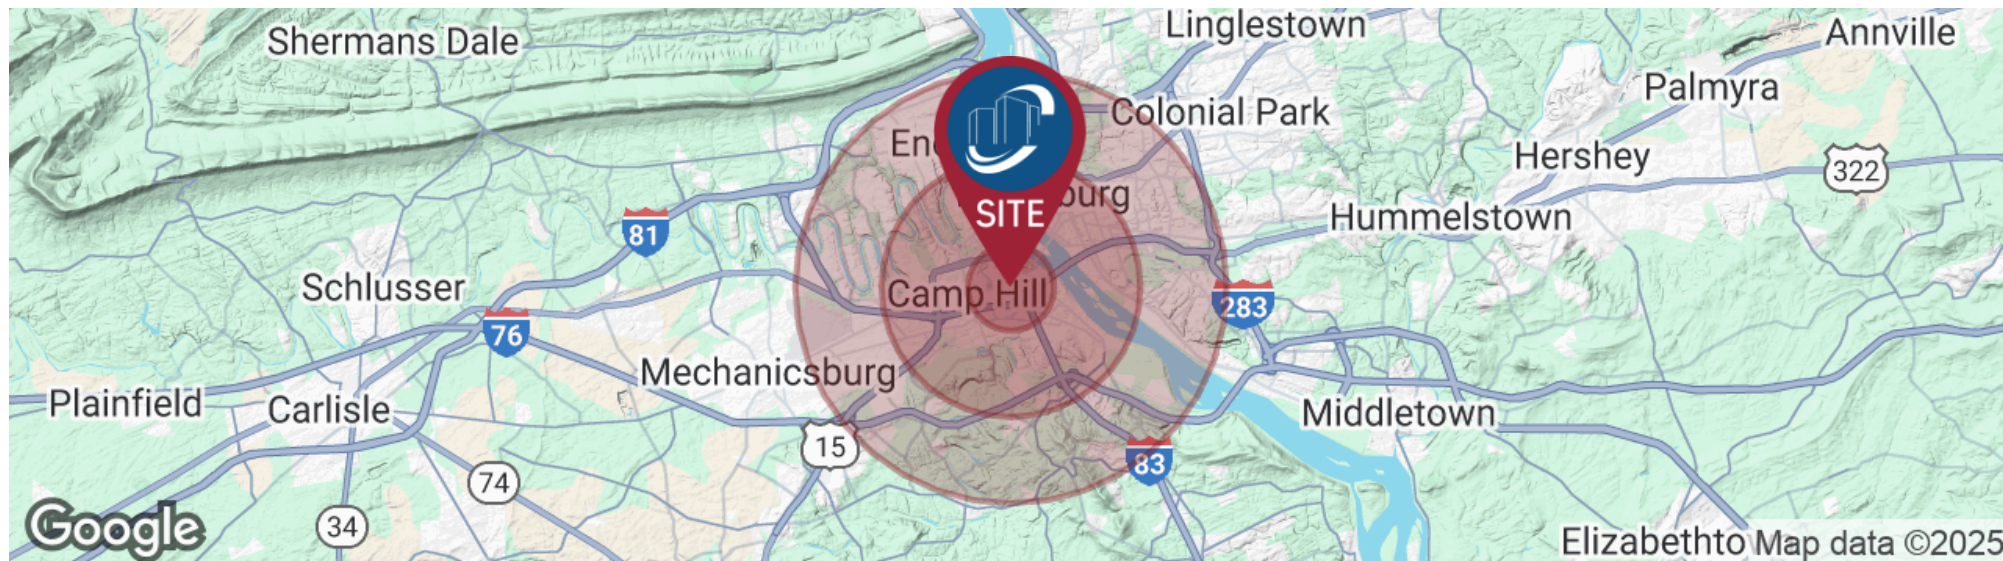 Linglestown
Annville
Shermans Dale
Palmyra
Colonial Park
Hershey
322
SITE
Hummelstown
81
Schlusser
Camp Hill
283
76
Mechanicsburg
Plainfield
Carlisle
Middletown
15
83
74
34
Google
Map data ©2025